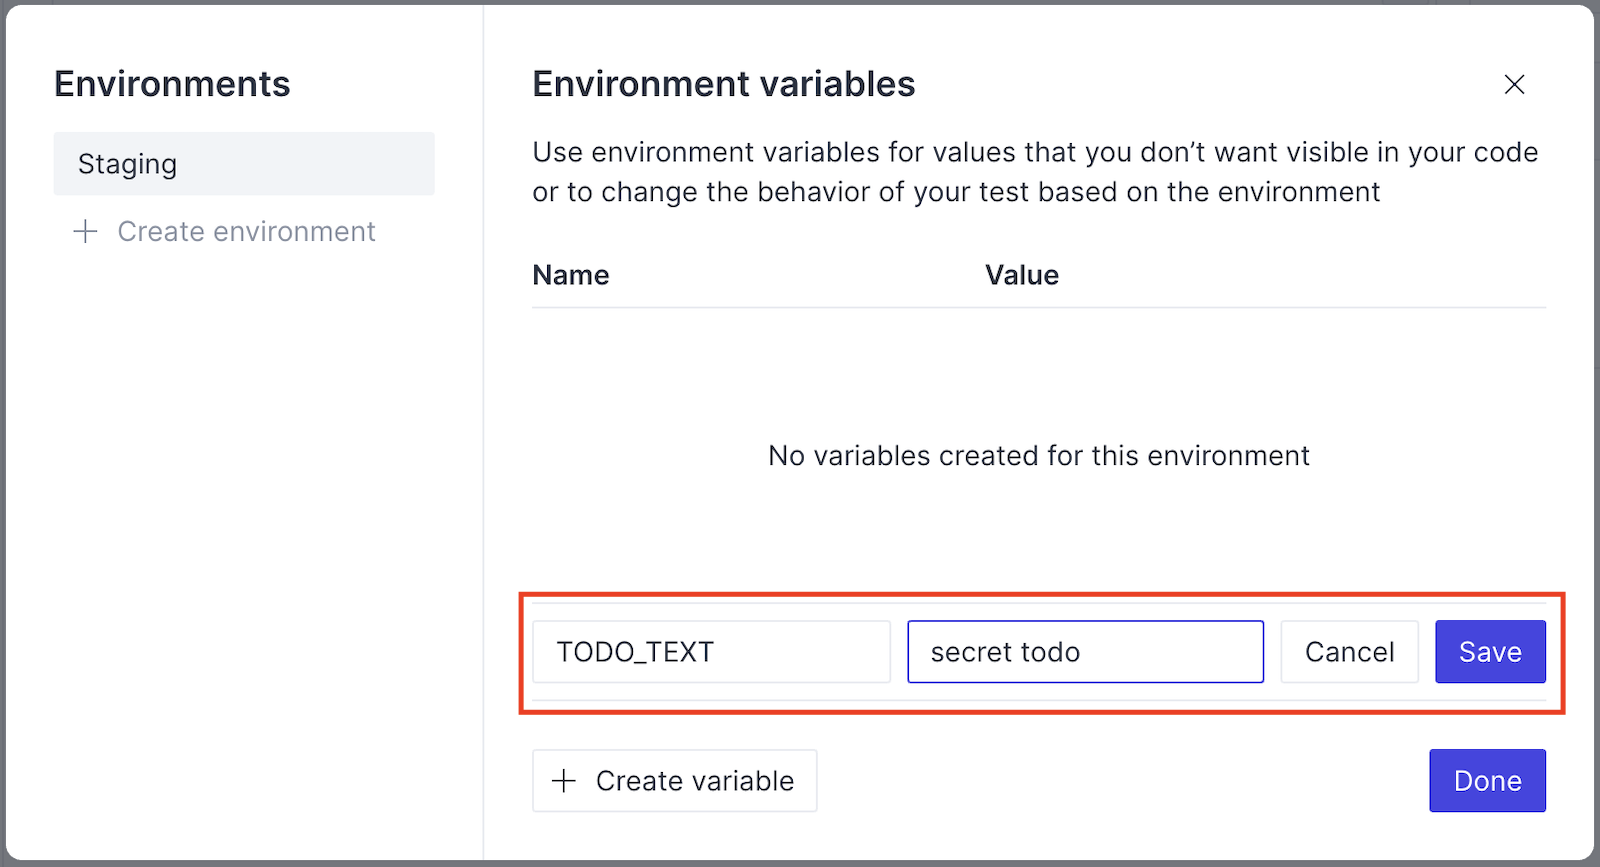 Environments
Staging
Create environment
Environment variables
Use environment variables for values that you don’t want visible in your code
or to change the behavior of your test based on the environment
Name Value
No variables created for this environment
TODO_TEXT secret todo Cancel Save
Create variable Done